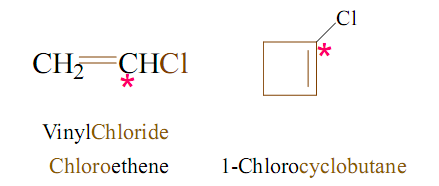 Cl
CH2=CHCl
*
*
VinylChloride
Chloroethene
1-Chlorocyclobutane